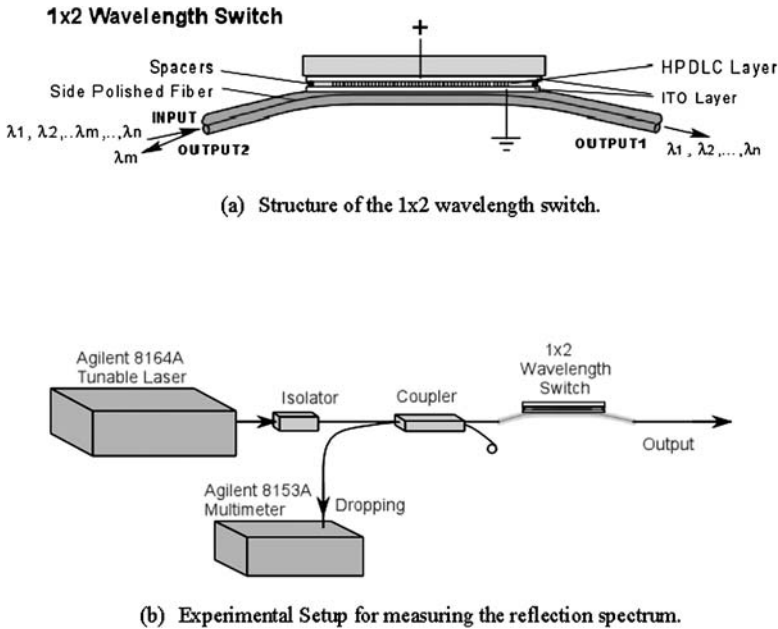 1x2 Wavelength Switch
+
Spacers
HPDLC Layer
Side Polished Fiber
ITO Layer
INPUT
λ1, λ2,..λm,..,λn
OUTPUT2
λm
OUTPUT1
λ1, λ2,...,λn
(a) Structure of the 1x2 wavelength switch.
Agilent 8164A
Tunable Laser
Isolator
Coupler
1x2
Wavelength
Switch
Output
Agilent 8153A
Multimeter
Dropping
(b) Experimental Setup for measuring the reflection spectrum.